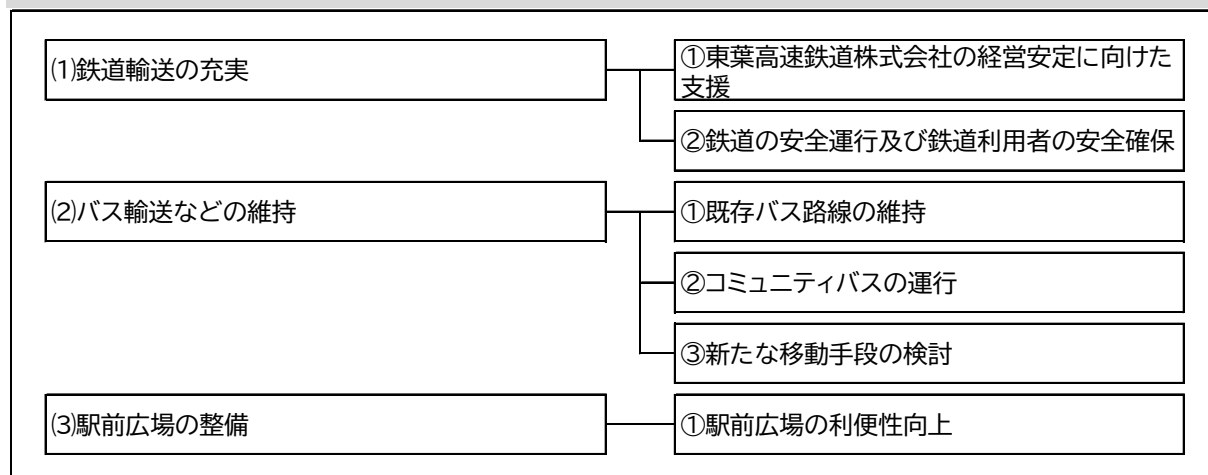 ⑴鉄道輸送の充実
①東葉高速鉄道株式会社の経営安定に向けた
支援
②鉄道の安全運行及び鉄道利用者の安全確保
⑵バス輸送などの維持
①既存バス路線の維持
②コミュニティバスの運行
③新たな移動手段の検討
⑶駅前広場の整備
①駅前広場の利便性向上